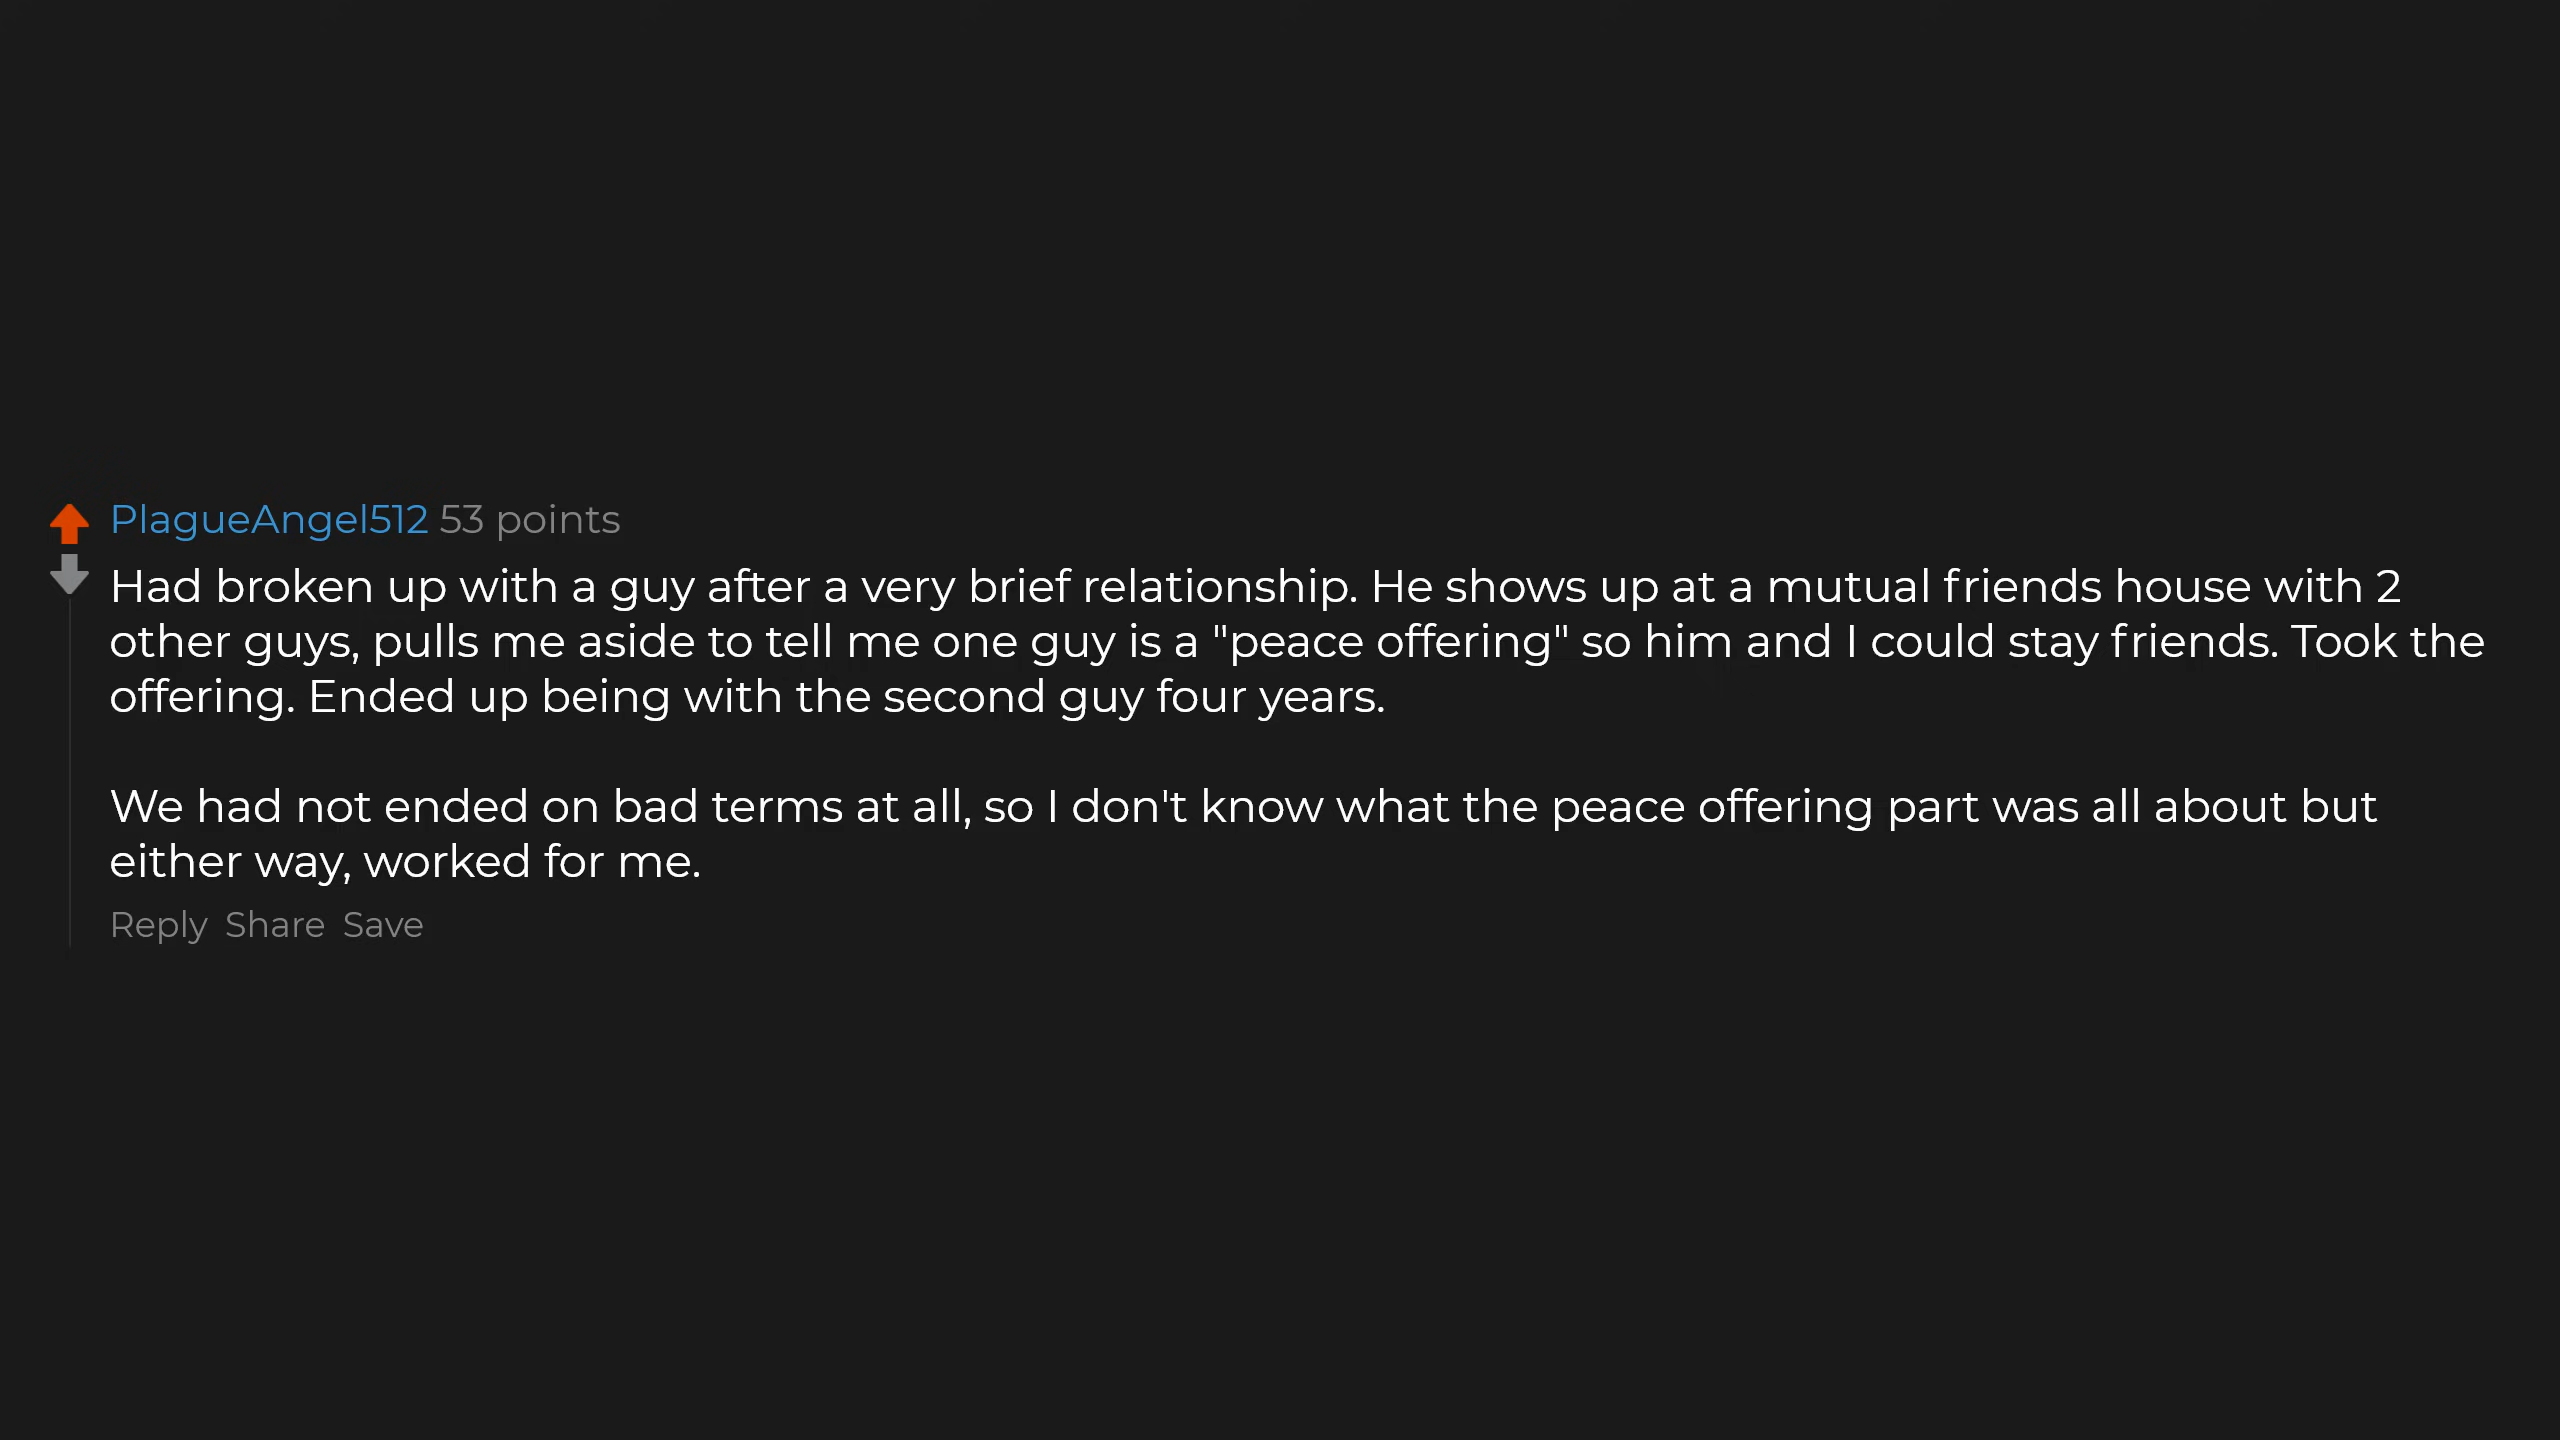 PlagueAngel512 53 points
Had broken up with a guy after a very brief relationship. He shows up at a mutual friends house with 2
other guys, pulls me aside to tell me one guy is a "peace offering" so him and I could stay friends. Took the
offering. Ended up being with the second guy four years.
We had not ended on bad terms at all, so I don't know what the peace offering part was all about but
either way, worked for me.
Reply Share Save